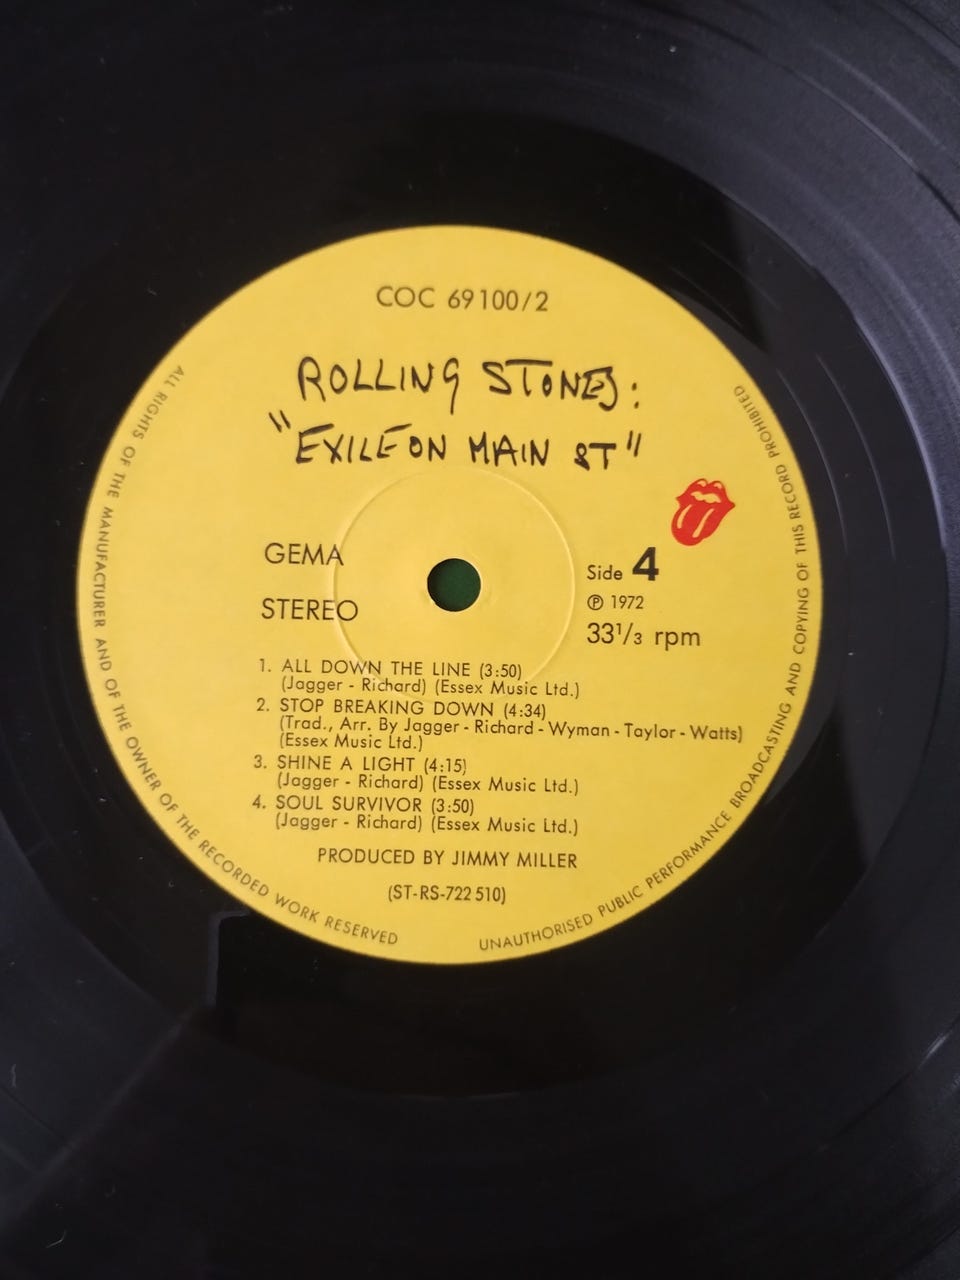 COC 69100/2
ROLLING STONES:
"EXILE ON MAIN ST"
GEMA
STEREO
Side 4
℗ 1972
33 1/3 rpm
1. ALL DOWN THE LINE (3:50)
(Jagger - Richard) (Essex Music Ltd.)
2. STOP BREAKING DOWN (4:34)
(Trad., Arr. By Jagger - Richard - Wyman - Taylor - Watts)
(Essex Music Ltd.)
3. SHINE A LIGHT (4:15)
(Jagger - Richard) (Essex Music Ltd.)
4. SOUL SURVIVOR (3:50)
(Jagger - Richard) (Essex Music Ltd.)
PRODUCED BY JIMMY MILLER
(ST-RS-722 510)
ALL RIGHTS OF THE MANUFACTURER AND OF THE OWNER OF THE RECORDED WORK RESERVED
UNAUTHORISED PUBLIC PERFORMANCE BROADCASTING AND COPYING OF THIS RECORD PROHIBITED